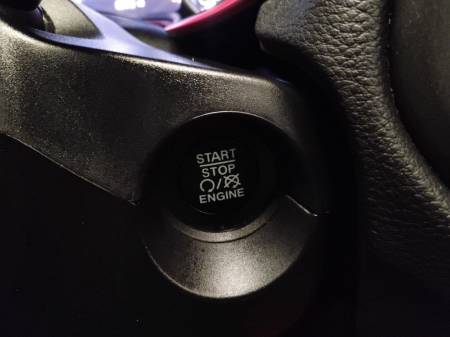 START
STOP
/
ENGINE